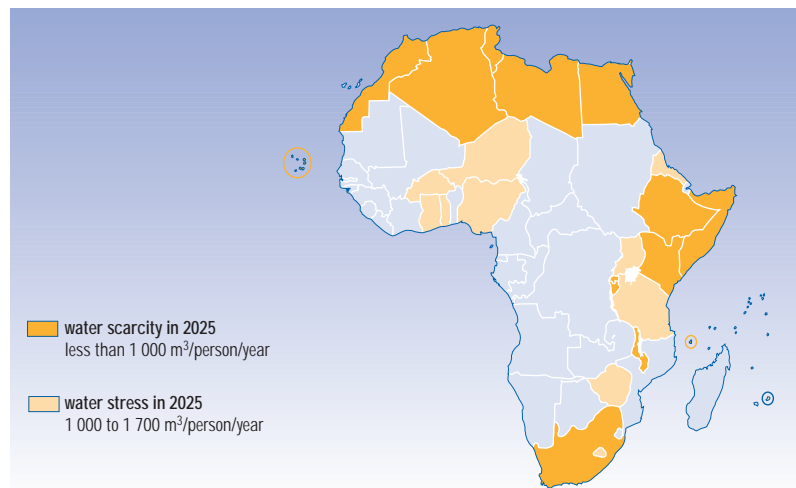 water scarcity in 2025
less than 1 000 m³/person/year
water stress in 2025
1 000 to 1 700 m³/person/year